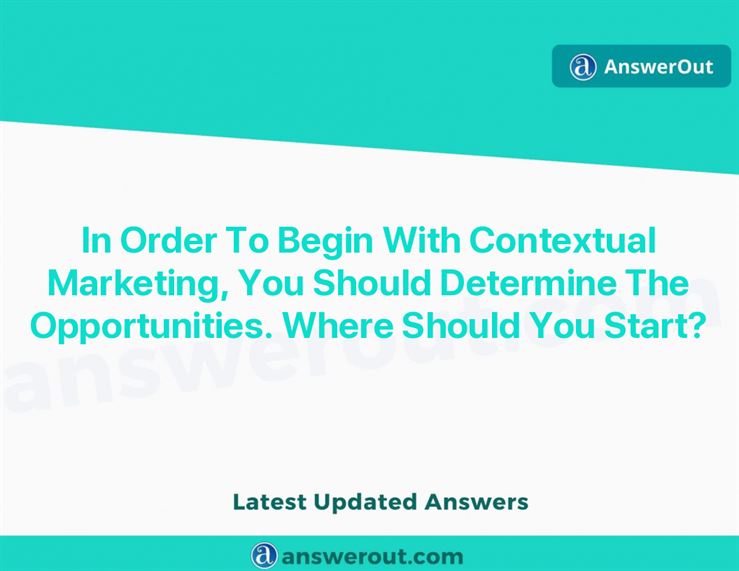 AnswerOut
In Order To Begin With Contextual
Marketing, You Should Determine The
Opportunities. Where Should You Start?
answerout.com
Latest Updated Answers
answerout.com